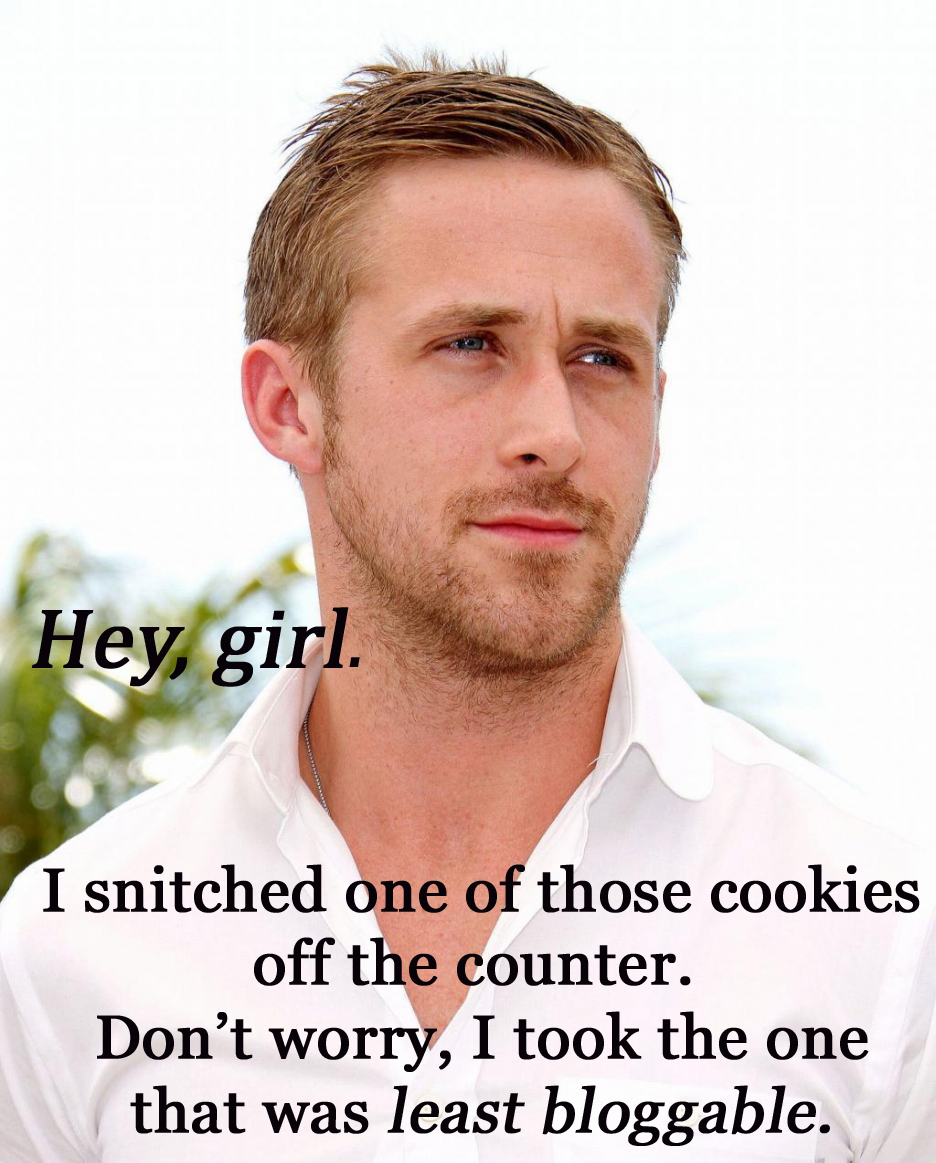 Hey, girl.
I snitched one of those cookies
off the counter.
Don’t worry, I took the one
that was least bloggable.